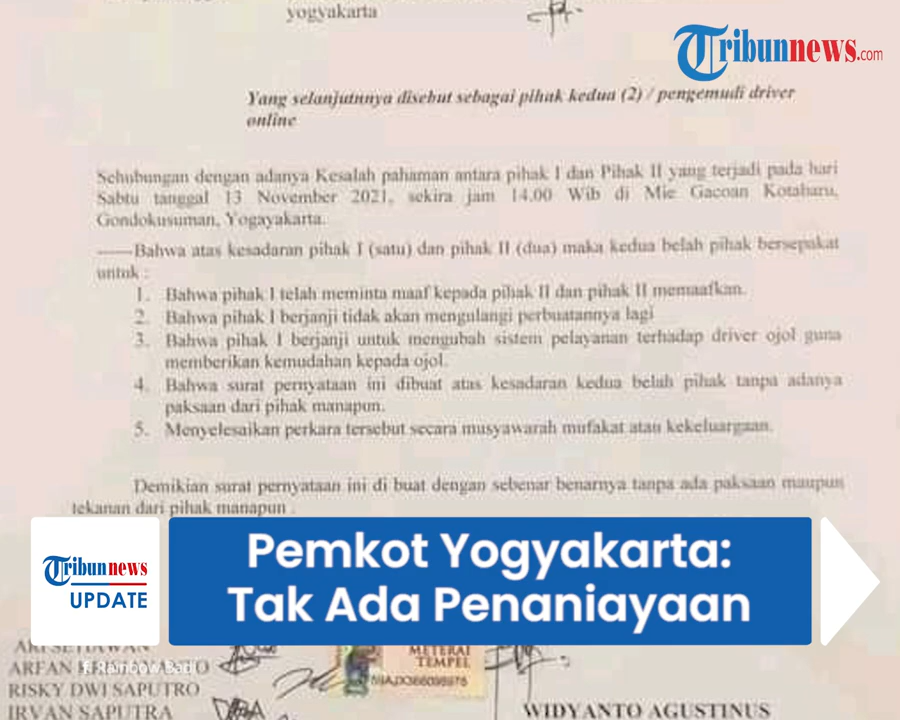 yogyakarta
Tribunnews.com
Yang selanjutnnya disebut sebagai pihak kedua (2) / pengemudi driver
online
Sehubungan dengan adanya Kesalah pahaman antara pihak I dan Pihak II yang terjadi pada hari
Sabtu tanggal 13 November 2021, sekira jam 14.00 Wib di Mie Gacoan Kotabaru,
Gondokusuman, Yogayakarta.
-----Bahwa atas kesadaran pihak I (satu) dan pihak II (dua) maka kedua belah pihak bersepakat
untuk :
1. Bahwa pihak I telah meminta maaf kepada pihak II dan pihak II memaafkan.
2. Bahwa pihak I berjanji tidak akan mengulangi perbuatannya lagi
3. Bahwa pihak I berjanji untuk mengubah sistem pelayanan terhadap driver ojol guna
memberikan kemudahan kepada ojol.
4. Bahwa surat pernyataan ini dibuat atas kesadaran kedua belah pihak tanpa adanya
paksaan dari pihak manapun.
5. Menyelesaikan perkara tersebut secara musyawarah mufakat atau kekeluargaan.
Demikian surat pernyataan ini di buat dengan sebenar benarnya tanpa ada paksaan maupun
tekanan dari pihak manapun .
Tribunnews
UPDATE
Pemkot Yogyakarta:
Tak Ada Penaniayaan
ARI SETIAWAN
ARFAN
Rainbow Badi
RISKY DWI SAPUTRO
IRVAN SAPUTRA
METERAI
TEMPEL
WIDYANTO AGUSTINUS